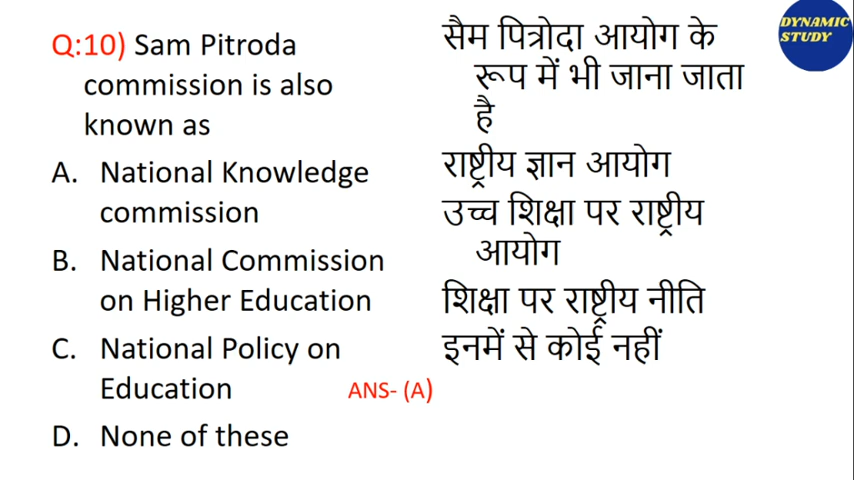 Q:10) Sam Pitroda
commission is also
known as
A. National Knowledge
commission
B. National Commission
on Higher Education
C. National Policy on
Education
ANS- (A)
D. None of these
सैम पित्रोदा आयोग के
रूप में भी जाना जाता
है
राष्ट्रीय ज्ञान आयोग
उच्च शिक्षा पर राष्ट्रीय
आयोग
शिक्षा पर राष्ट्रीय नीति
इनमें से कोई नहीं
DYNAMIC
STUDY